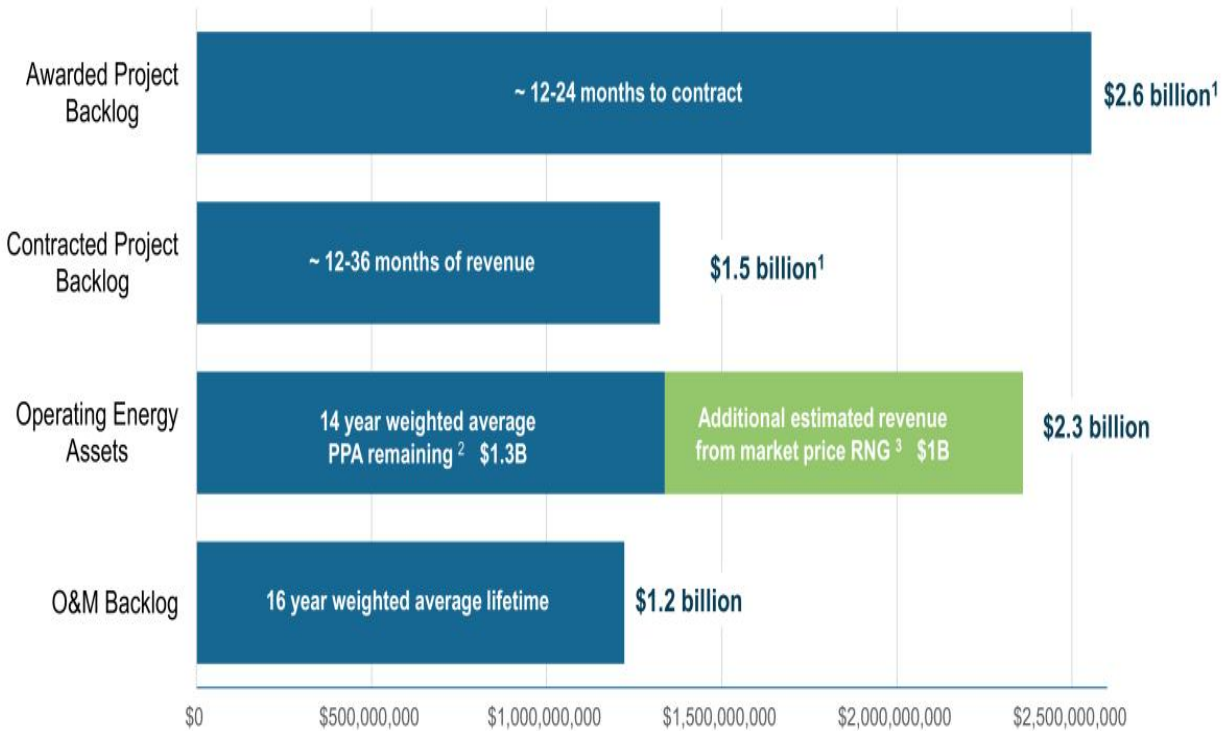 Awarded Project
Backlog
~ 12-24 months to contract
$2.6 billion¹
Contracted Project
Backlog
~ 12-36 months of revenue
$1.5 billion¹
Operating Energy
Assets
14 year weighted average
PPA remaining ² $1.3B
Additional estimated revenue
from market price RNG ³ $1B
$2.3 billion
O&M Backlog
16 year weighted average lifetime
$1.2 billion
$0 $500,000,000 $1,000,000,000 $1,500,000,000 $2,000,000,000 $2,500,000,000